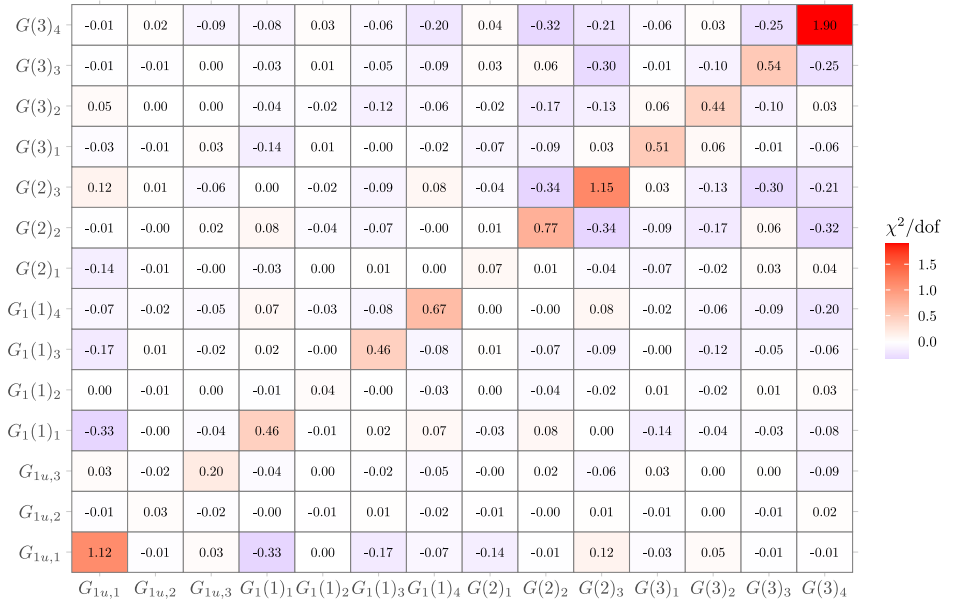 G(3)₄ -0.01 0.02 -0.09 -0.08 0.03 -0.06 -0.20 0.04 -0.32 -0.21 -0.06 0.03 -0.25 1.90
G(3)₃ -0.01 -0.01 0.00 -0.03 0.01 -0.05 -0.09 0.03 0.06 -0.30 -0.01 -0.10 0.54 -0.25
G(3)₂ 0.05 0.00 0.00 -0.04 -0.02 -0.12 -0.06 -0.02 -0.17 -0.13 0.06 0.44 -0.10 0.03
G(3)₁ -0.03 -0.01 0.03 -0.14 0.01 -0.00 -0.02 -0.07 -0.09 0.03 0.51 0.06 -0.01 -0.06
G(2)₃ 0.12 0.01 -0.06 0.00 -0.02 -0.09 0.08 -0.04 -0.34 1.15 0.03 -0.13 -0.30 -0.21
G(2)₂ -0.01 -0.00 0.02 0.08 -0.04 -0.07 -0.00 0.01 0.77 -0.34 -0.09 -0.17 0.06 -0.32
G(2)₁ -0.14 -0.01 -0.00 -0.03 0.00 0.01 0.00 0.07 0.01 -0.04 -0.07 -0.02 0.03 0.04
G₁(1)₄ -0.07 -0.02 -0.05 0.07 -0.03 -0.08 0.67 0.00 -0.00 0.08 -0.02 -0.06 -0.09 -0.20
G₁(1)₃ -0.17 0.01 -0.02 0.02 -0.00 0.46 -0.08 0.01 -0.07 -0.09 -0.00 -0.12 -0.05 -0.06
G₁(1)₂ 0.00 -0.01 0.00 -0.01 0.04 -0.00 -0.03 0.00 -0.04 -0.02 0.01 -0.02 0.01 0.03
G₁(1)₁ -0.33 -0.00 -0.04 0.46 -0.01 0.02 0.07 -0.03 0.08 0.00 -0.14 -0.04 -0.03 -0.08
G₁ᵤ,₃ 0.03 -0.02 0.20 -0.04 0.00 -0.02 -0.05 -0.00 0.02 -0.06 0.03 0.00 0.00 -0.09
G₁ᵤ,₂ -0.01 0.03 -0.02 -0.00 -0.01 0.01 -0.02 -0.01 -0.00 0.01 -0.01 0.00 -0.01 0.02
G₁ᵤ,₁ 1.12 -0.01 0.03 -0.33 0.00 -0.17 -0.07 -0.14 -0.01 0.12 -0.03 0.05 -0.01 -0.01
G₁ᵤ,₁ G₁ᵤ,₂ G₁ᵤ,₃ G₁(1)₁ G₁(1)₂ G₁(1)₃ G₁(1)₄ G(2)₁ G(2)₂ G(2)₃ G(3)₁ G(3)₂ G(3)₃ G(3)₄
χ²/dof
1.5
1.0
0.5
0.0